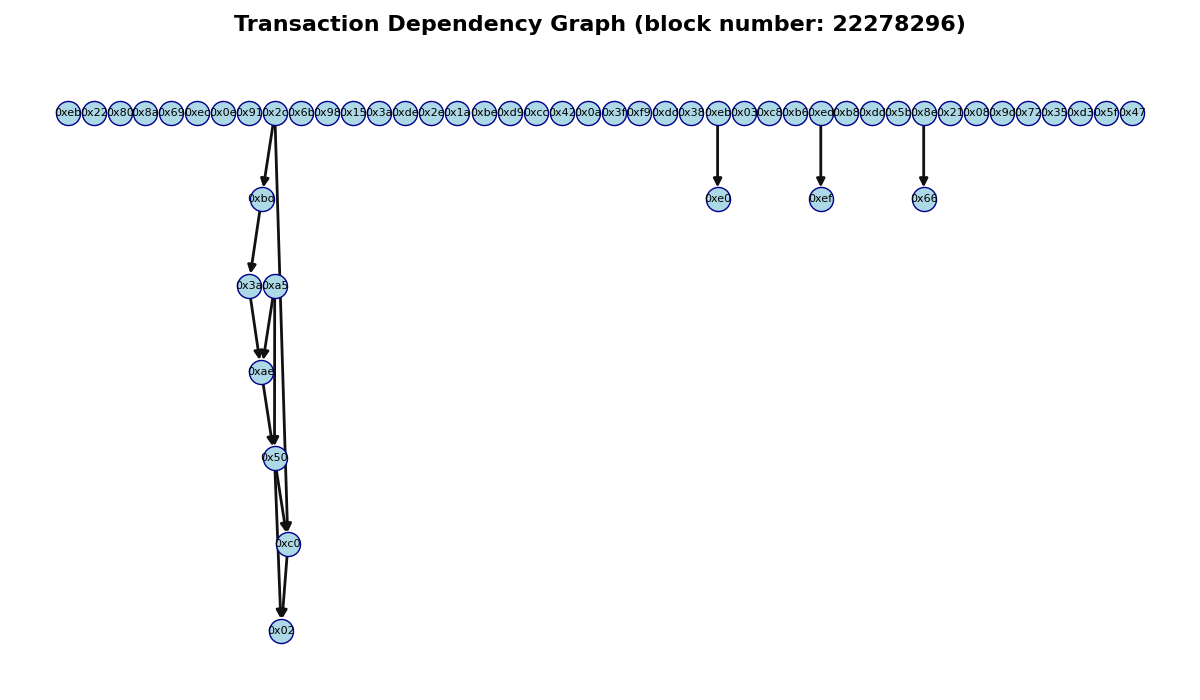 Transaction Dependency Graph (block number: 22278296)
0xeb 0x22 0x80 0x8a 0x69 0xec 0x0e 0x91 0x2c 0x6b 0x98 0x15 0x3a 0xde 0x2e 0x1a 0xbe 0xd9 0xcc 0x42 0x0a 0x3f 0xf9 0xdd 0x38 0xeb 0x03 0xc8 0xb6 0xed 0xb8 0xdd 0x5b 0x8e 0x21 0x08 0x9d 0x72 0x35 0xd3 0x5f 0x47
0xbd 0xe0 0xef 0x66
0x3a 0xa5
0xae
0x50
0xc0
0x02